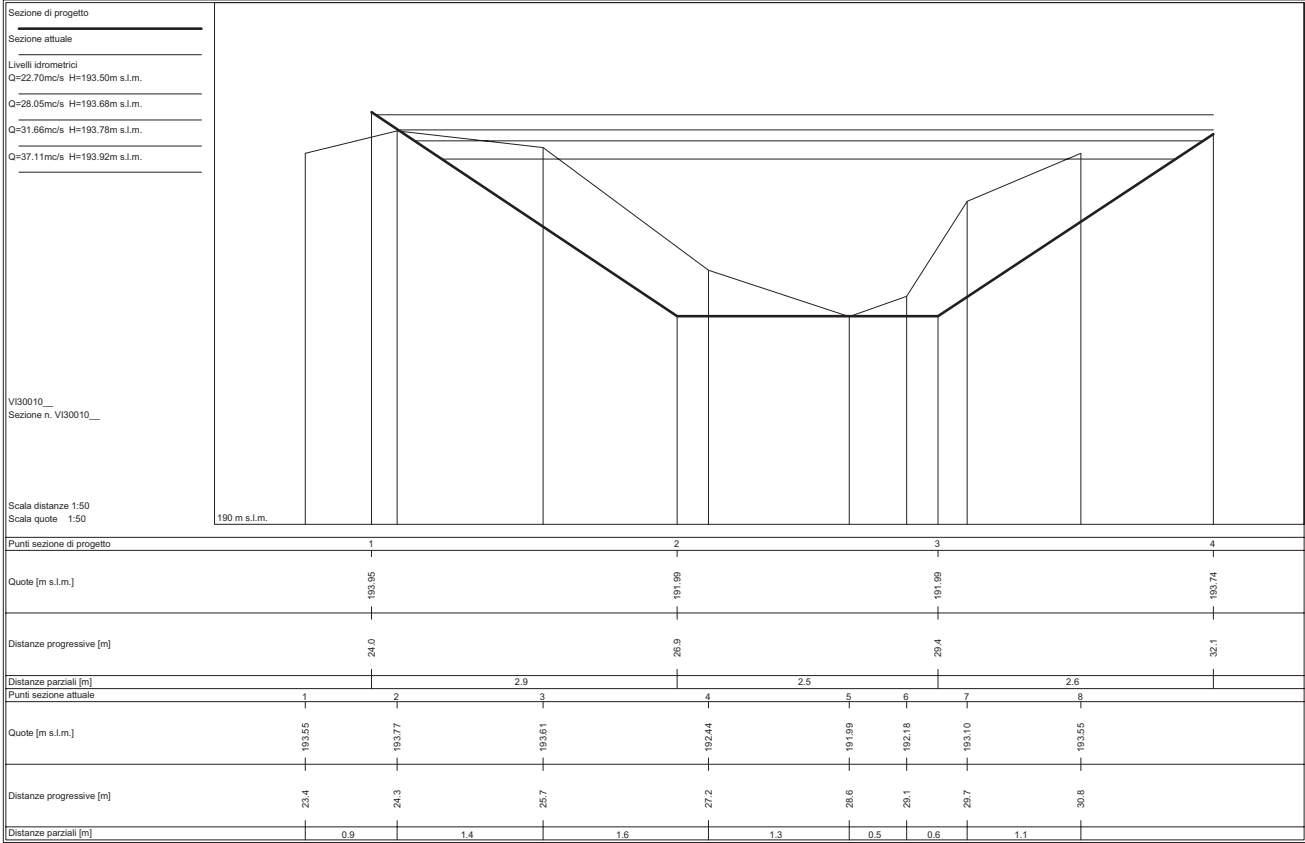 Sezione di progetto
Sezione attuale
Livelli idrometrici
Q=22.70mc/s H=193.50m s.l.m.
Q=28.05mc/s H=193.68m s.l.m.
Q=31.66mc/s H=193.78m s.l.m.
Q=37.11mc/s H=193.92m s.l.m.
VI30010__
Sezione n. VI30010__
Scala distanze 1:50
Scala quote 1:50
190 m s.l.m.
Punti sezione di progetto 1 2 3 4
Quote [m s.l.m.] 193.95 191.99 191.99 193.74
Distanze progressive [m] 24.0 26.9 29.4 32.1
Distanze parziali [m] 2.9 2.5 2.6
Punti sezione attuale 1 2 3 4 5 6 7 8
Quote [m s.l.m.] 193.55 193.77 193.61 192.44 191.99 192.18 193.10 193.55
Distanze progressive [m] 23.4 24.3 25.7 27.2 28.6 29.1 29.7 30.8
Distanze parziali [m] 0.9 1.4 1.6 1.3 0.5 0.6 1.1